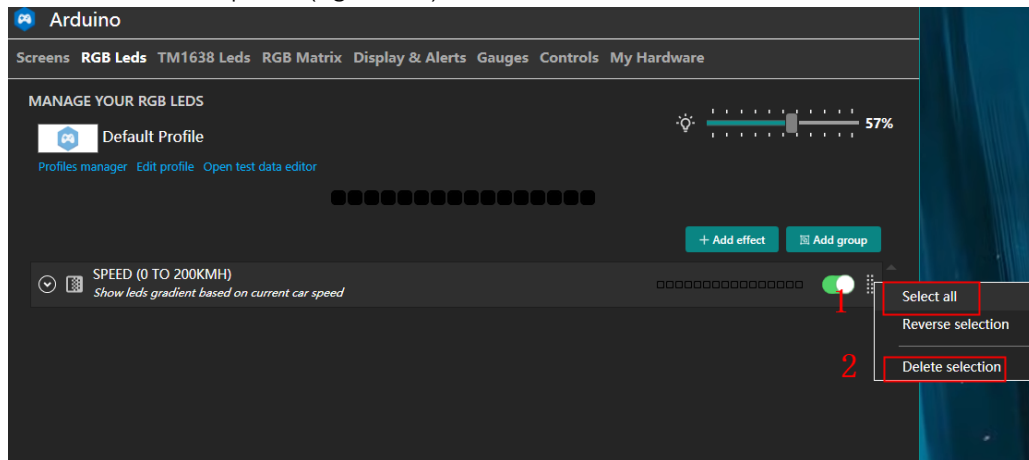 Arduino
Screens RGB Leds TM1638 Leds RGB Matrix Display & Alerts Gauges Controls My Hardware
MANAGE YOUR RGB LEDS
Default Profile
57%
Profiles manager Edit profile Open test data editor
+ Add effect Add group
SPEED (0 TO 200KMH)
Show leds gradient based on current car speed
1
Select all
Reverse selection
2
Delete selection